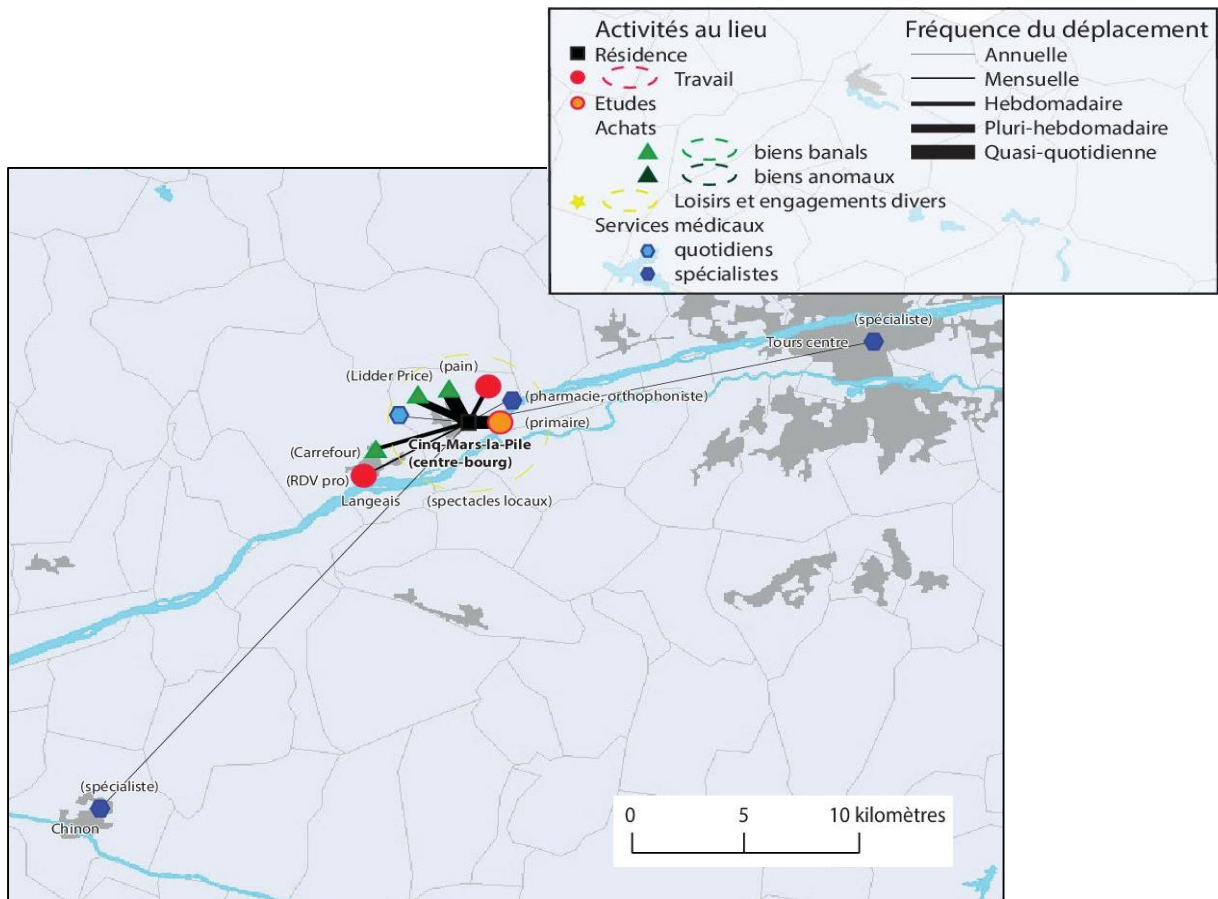 Activités au lieu
Résidence
Travail
Etudes
Achats
biens banals
biens anomaux
Loisirs et engagements divers
Services médicaux
quotidiens
spécialistes
Fréquence du déplacement
Annuelle
Mensuelle
Hebdomadaire
Pluri-hebdomadaire
Quasi-quotidienne
(spécialiste)
Tours centre
(pain)
(Lidder Price)
(pharmacie, orthophoniste)
(primaire)
Cinq-Mars-la-Pile
(centre-bourg)
(Carrefour)
(RDV pro)
Langeais
(spectacles locaux)
(spécialiste)
Chinon
0 5 10 kilomètres